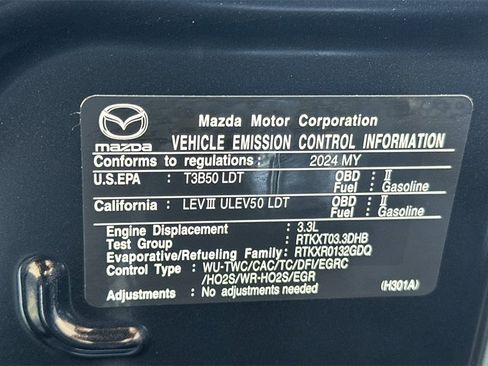 mazda
Mazda Motor Corporation
VEHICLE EMISSION CONTROL INFORMATION
Conforms to regulations : 2024 MY
U.S.EPA : T3B50 LDT OBD : II
Fuel : Gasoline
California : LEVIII ULEV50 LDT OBD : II
Fuel : Gasoline
Engine Displacement : 3.3L
Test Group : RTKXT03.3DHB
Evaporative/Refueling Family: RTKXR0132GDQ
Control Type : WU-TWC/CAC/TC/DFI/EGRC
/HO2S/WR-HO2S/EGR
Adjustments : No adjustments needed (H301A)